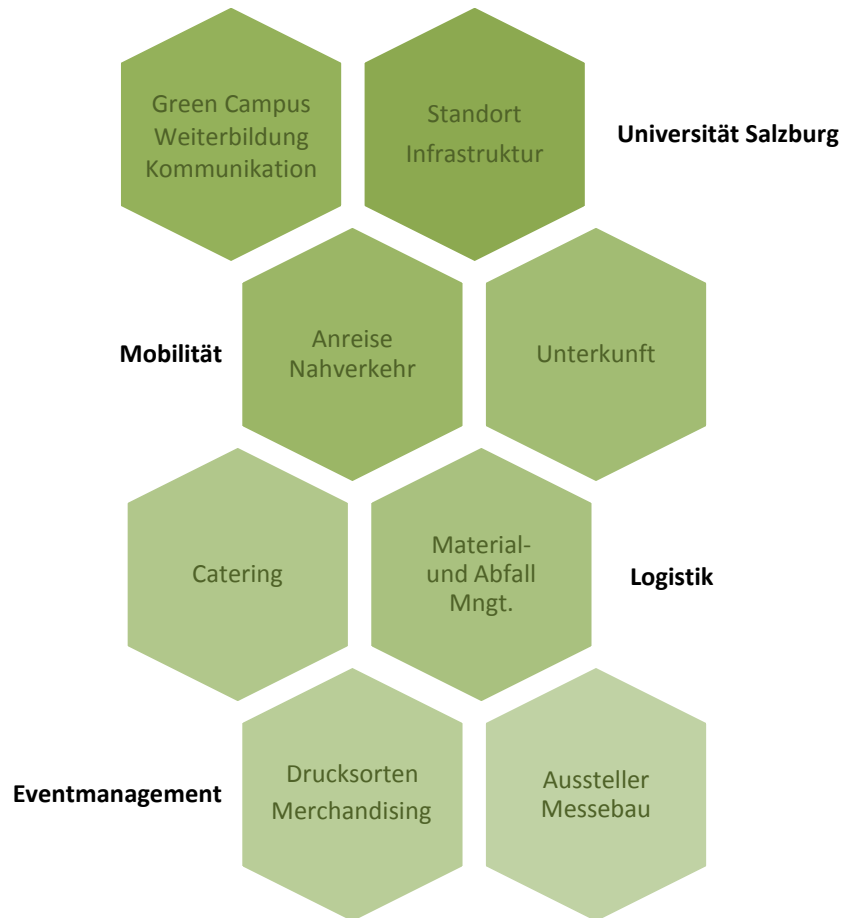 Green Campus
Weiterbildung
Kommunikation
Standort
Infrastruktur
Universität Salzburg
Mobilität
Anreise
Nahverkehr
Unterkunft
Catering
Material-
und Abfall
Mngt.
Logistik
Eventmanagement
Drucksorten
Merchandising
Aussteller
Messebau